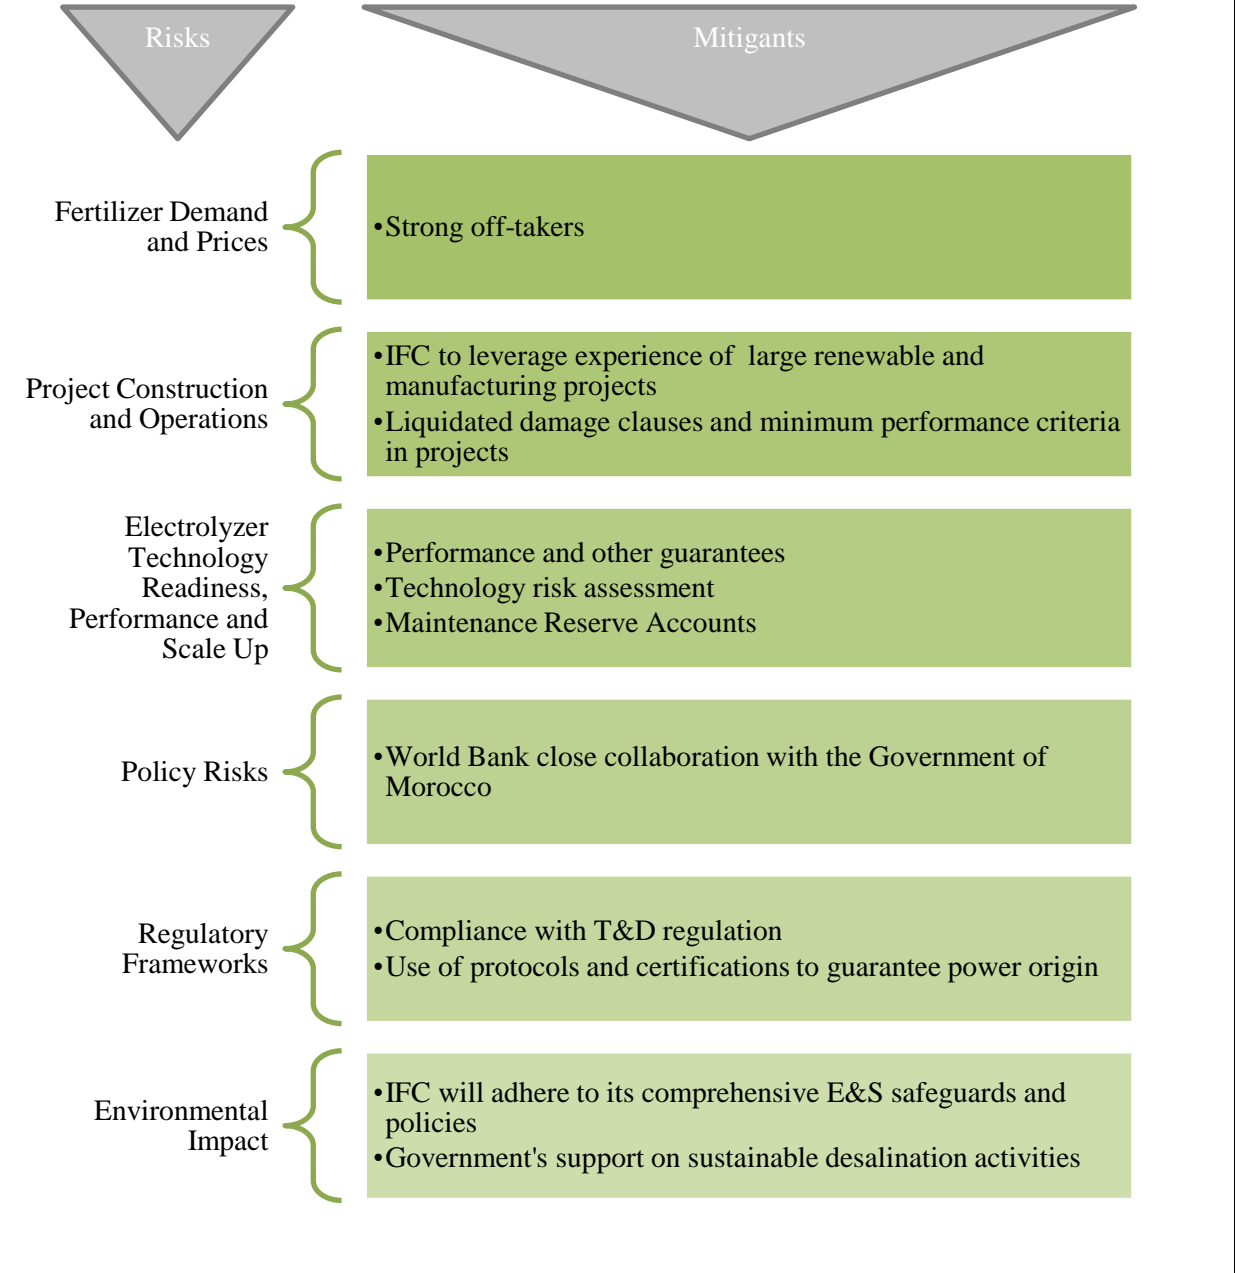 Risks
Mitigants
Fertilizer Demand
and Prices
•Strong off-takers
Project Construction
and Operations
•IFC to leverage experience of  large renewable and
manufacturing projects
•Liquidated damage clauses and minimum performance criteria
in projects
Electrolyzer
Technology
Readiness,
Performance and
Scale Up
•Performance and other guarantees
•Technology risk assessment
•Maintenance Reserve Accounts
Policy Risks
•World Bank close collaboration with the Government of
Morocco
Regulatory
Frameworks
•Compliance with T&D regulation
•Use of protocols and certifications to guarantee power origin
Environmental
Impact
•IFC will adhere to its comprehensive E&S safeguards and
policies
•Government's support on sustainable desalination activities